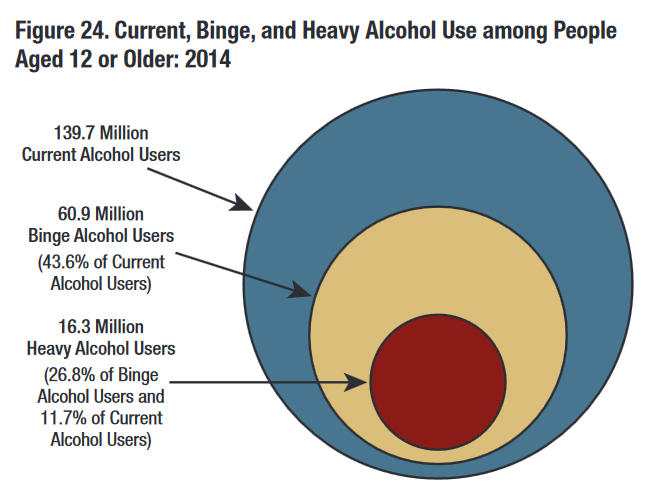 Figure 24. Current, Binge, and Heavy Alcohol Use among People
Aged 12 or Older: 2014
139.7 Million
Current Alcohol Users
60.9 Million
Binge Alcohol Users
(43.6% of Current
Alcohol Users)
16.3 Million
Heavy Alcohol Users
(26.8% of Binge
Alcohol Users and
11.7% of Current
Alcohol Users)